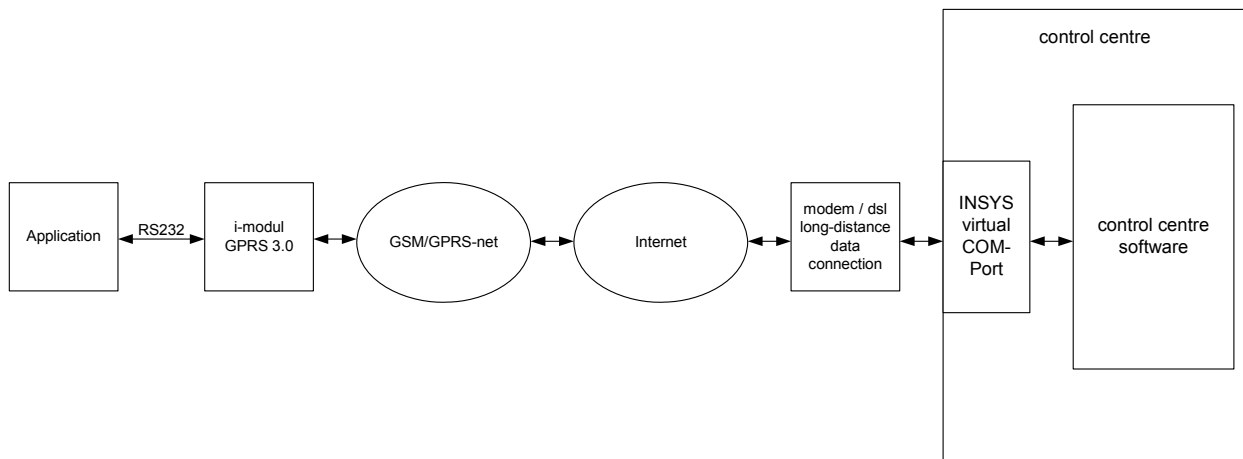 control centre
Application
RS232
i-modul
GPRS 3.0
GSM/GPRS-net
Internet
modem / dsl
long-distance
data
connection
INSYS
virtual
COM-
Port
control centre
software